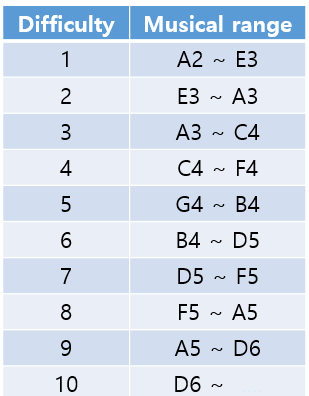 Difficulty Musical range
1 A2 ~ E3
2 E3 ~ A3
3 A3 ~ C4
4 C4 ~ F4
5 G4 ~ B4
6 B4 ~ D5
7 D5 ~ F5
8 F5 ~ A5
9 A5 ~ D6
10 D6 ~